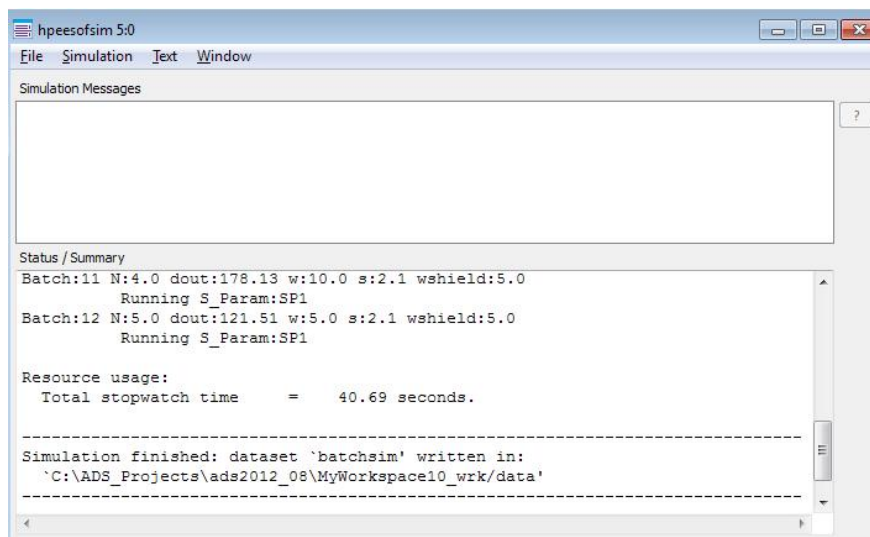 hpeesofsim 5:0
File Simulation Text Window
Simulation Messages
?
Status / Summary
Batch:11 N:4.0 dout:178.13 w:10.0 s:2.1 wshield:5.0
Running S_Param:SP1
Batch:12 N:5.0 dout:121.51 w:5.0 s:2.1 wshield:5.0
Running S_Param:SP1
Resource usage:
Total stopwatch time = 40.69 seconds.
--------------------------------------------------------------------------------
Simulation finished: dataset `batchsim' written in:
`C:\ADS_Projects\ads2012_08\MyWorkspace10_wrk/data'
--------------------------------------------------------------------------------